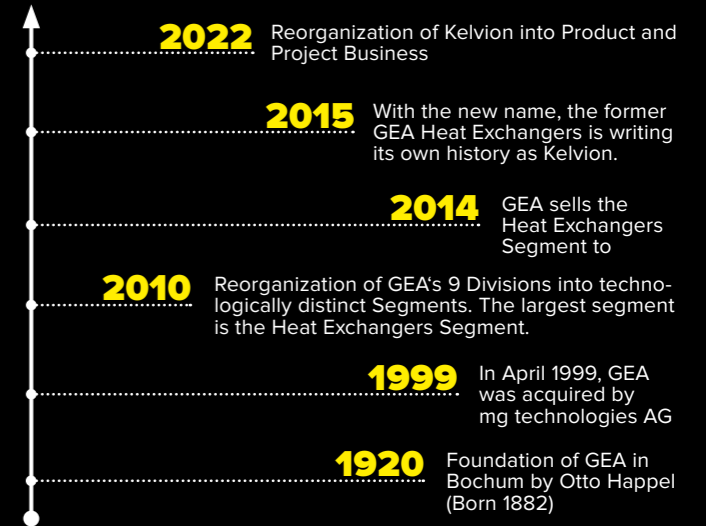 2022
Reorganization of Kelvion into Product and
Project Business
2015
With the new name, the former
GEA Heat Exchangers is writing
its own history as Kelvion.
2014
GEA sells the
Heat Exchangers
Segment to
2010
Reorganization of GEA‘s 9 Divisions into techno-
logically distinct Segments. The largest segment
is the Heat Exchangers Segment.
1999
In April 1999, GEA
was acquired by
mg technologies AG
1920
Foundation of GEA in
Bochum by Otto Happel
(Born 1882)